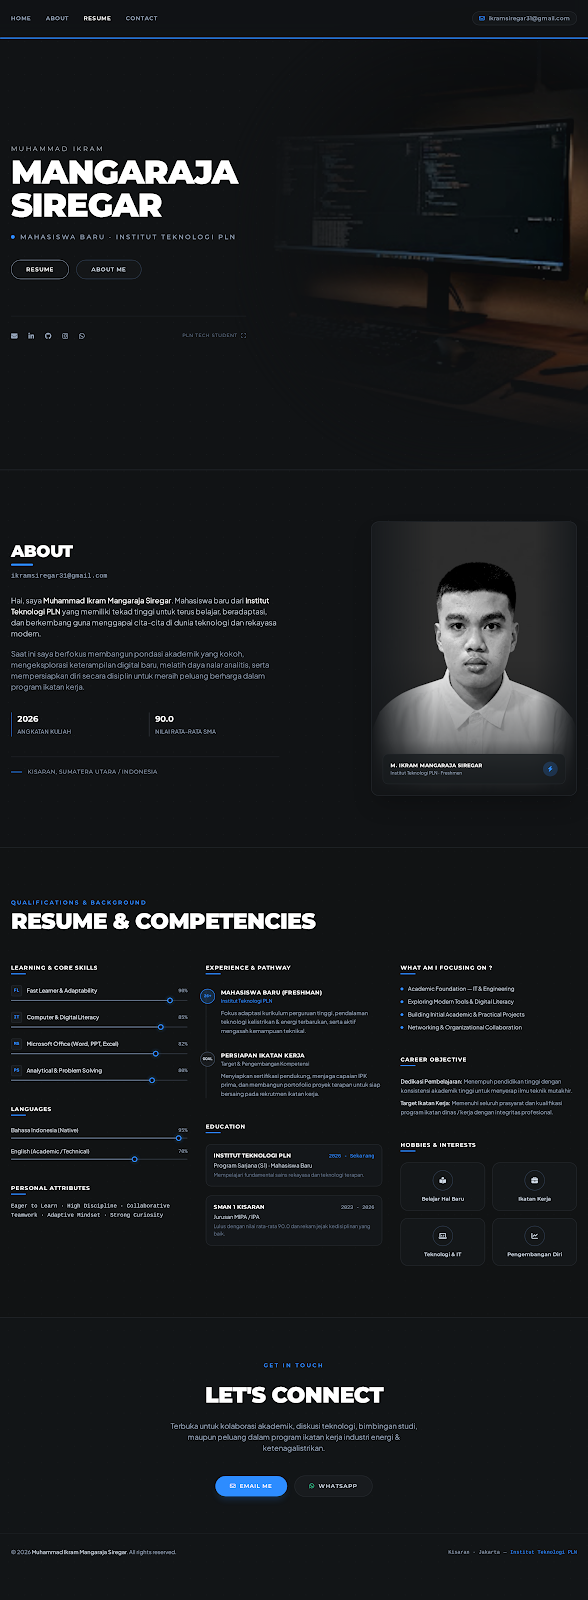 HOME ABOUT RESUME CONTACT
ikramsiregar31@gmail.com
MUHAMMAD IKRAM
MANGARAJA
SIREGAR
MAHASISWA BARU - INSTITUT TEKNOLOGI PLN
RESUME ABOUT ME
PLN TECH STUDENT
ABOUT
ikramsiregar31@gmail.com
Hai, saya Muhammad Ikram Mangaraja Siregar. Mahasiswa baru dari Institut
Teknologi PLN yang memiliki tekad tinggi untuk terus belajar, beradaptasi,
dan berkembang guna menggapai cita-cita di dunia teknologi dan rekayasa
modern.
Saat ini saya berfokus membangun pondasi akademik yang kokoh,
mengeksplorasi keterampilan digital baru, melatih daya nalar analitis, serta
mempersiapkan diri secara disiplin untuk meraih peluang berharga dalam
program ikatan kerja.
2026
ANGKATAN KULIAH
90.0
NILAI RATA-RATA SMA
KISARAN, SUMATERA UTARA / INDONESIA
M. IKRAM MANGARAJA SIREGAR
Institut Teknologi PLN · Freshman
QUALIFICATIONS & BACKGROUND
RESUME & COMPETENCIES
LEARNING & CORE SKILLS
FL Fast Learner & Adaptability 90%
IT Computer & Digital Literacy 85%
MS Microsoft Office (Word, PPT, Excel) 82%
PS Analytical & Problem Solving 80%
LANGUAGES
Bahasa Indonesia (Native) 95%
English (Academic / Technical) 70%
PERSONAL ATTRIBUTES
Eager to Learn · High Discipline · Collaborative
Teamwork · Adaptive Mindset · Strong Curiosity
EXPERIENCE & PATHWAY
MAHASISWA BARU (FRESHMAN)
Institut Teknologi PLN
Fokus adaptasi kurikulum perguruan tinggi, pendalaman
teknologi kelistrikan & energi terbarukan, serta aktif
mengasah kemampuan teknikal.
GOAL
PERSIAPAN IKATAN KERJA
Target & Pengembangan Kompetensi
Menyiapkan sertifikasi pendukung, menjaga capaian IPK
prima, dan membangun portofolio proyek terapan untuk siap
bersaing pada rekrutmen ikatan kerja.
EDUCATION
INSTITUT TEKNOLOGI PLN 2026 - Sekarang
Program Sarjana (S1) · Mahasiswa Baru
Mempelajari fundamental sains rekayasa dan teknologi terapan.
SMAN 1 KISARAN 2023 - 2026
Jurusan MIPA / IPA
Lulus dengan nilai rata-rata 90.0 dan rekam jejak kedisiplinan yang
baik.
WHAT AM I FOCUSING ON ?
Academic Foundation — IT & Engineering
Exploring Modern Tools & Digital Literacy
Building Initial Academic & Practical Projects
Networking & Organizational Collaboration
CAREER OBJECTIVE
Dedikasi Pembelajaran: Menempuh pendidikan tinggi dengan
konsistensi akademik tinggi untuk menyerap ilmu teknik mutakhir.
Target Ikatan Kerja: Memenuhi seluruh prasyarat dan kualifikasi
program ikatan dinas / kerja dengan integritas profesional.
HOBBIES & INTERESTS
Belajar Hal Baru
Ikatan Kerja
Teknologi & IT
Pengembangan Diri
GET IN TOUCH
LET'S CONNECT
Terbuka untuk kolaborasi akademik, diskusi teknologi, bimbingan studi,
maupun peluang dalam program ikatan kerja industri energi &
ketenagalistrikan.
EMAIL ME WHATSAPP
© 2026 Muhammad Ikram Mangaraja Siregar. All rights reserved.
Kisaran · Jakarta — Institut Teknologi PLN